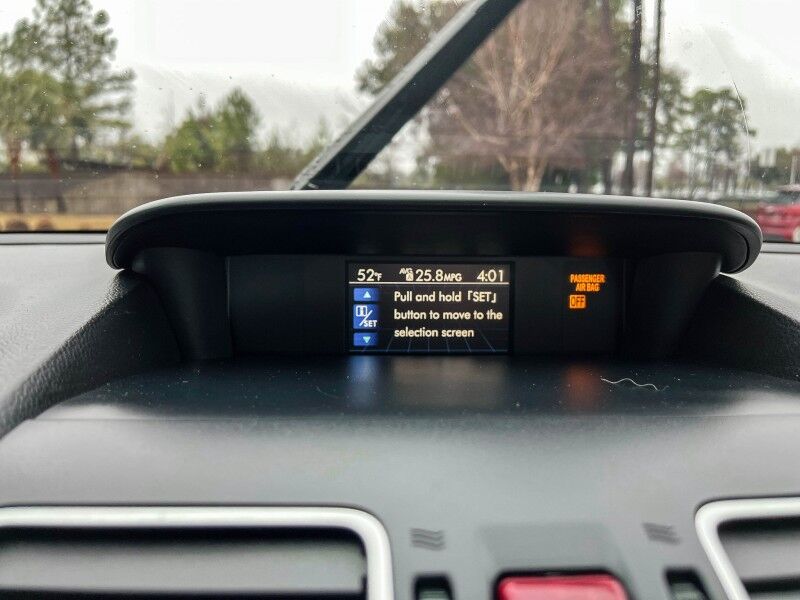 52°F AVG A 25.8MPG 4:01
Pull and hold「SET」
button to move to the
selection screen
/SET
PASSENGER
AIR BAG
OFF